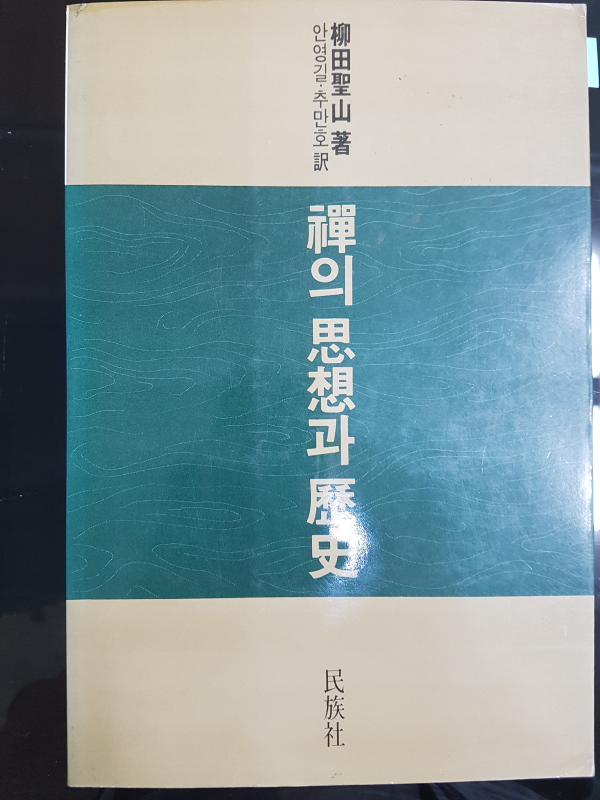 柳田聖山 著
안영길·추만호 訳
禪의 思想과 歷史
民族社